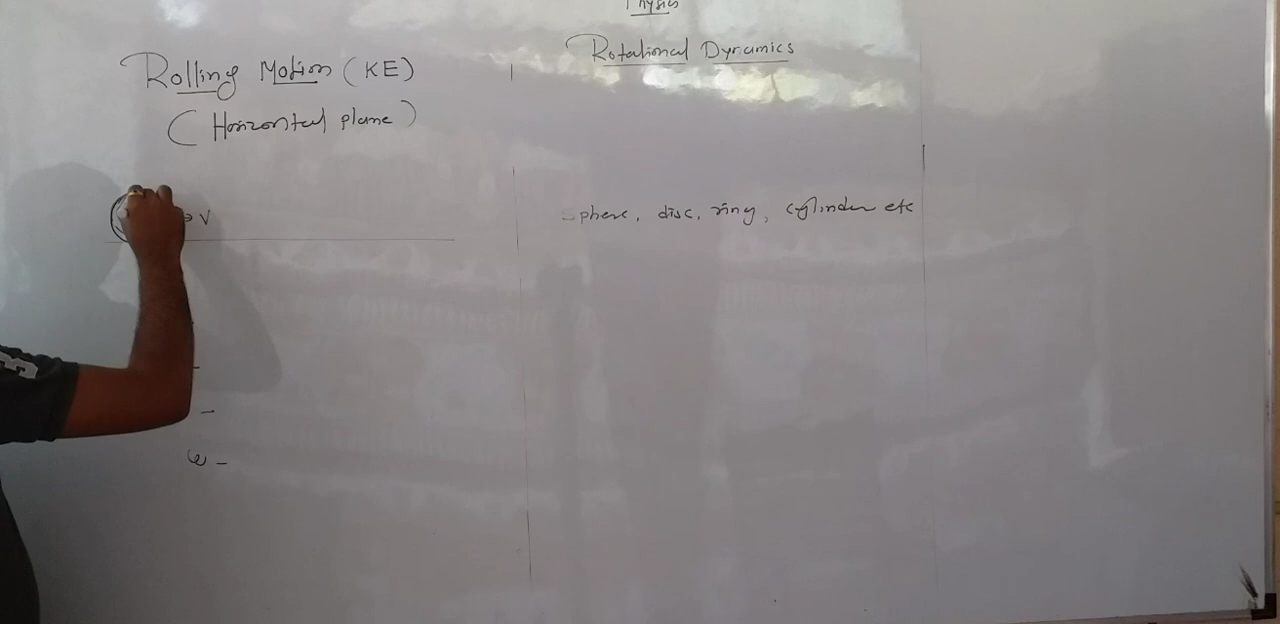 Physics
Rotational Dynamics
Rolling Motion (KE)
(Horizontal plane)
V
Sphere, disc, ring, cylinder etc
-
-
ω -